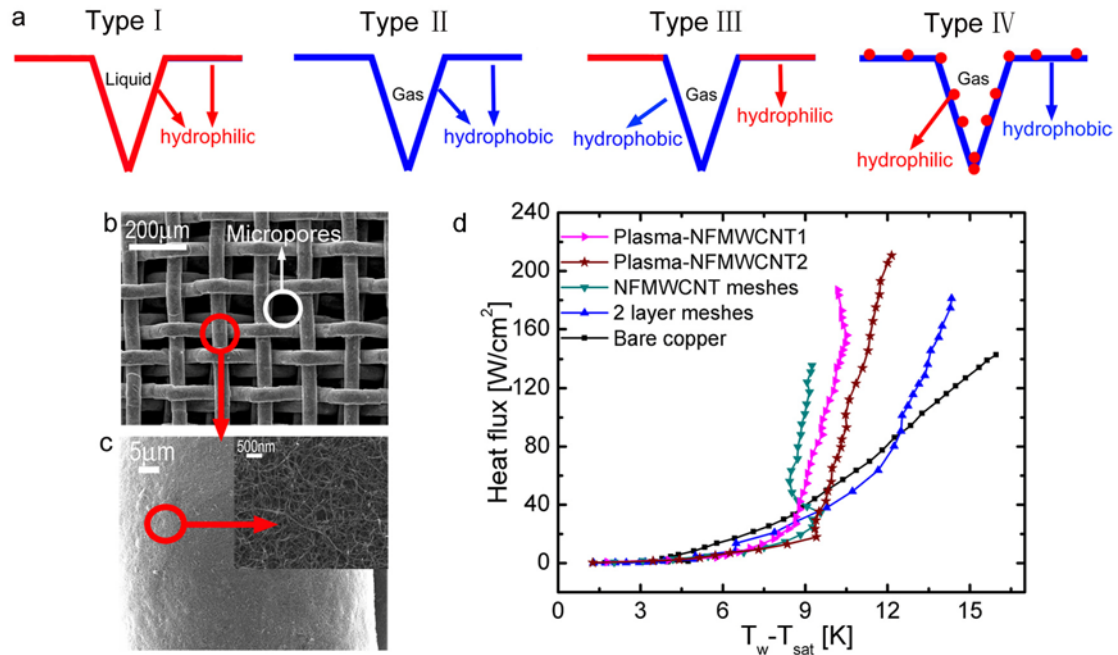 a
Type Ⅰ
Type Ⅱ
Type Ⅲ
Type Ⅳ
Liquid
Gas
Gas
Gas
hydrophilic
hydrophobic
hydrophobic
hydrophilic
hydrophilic
hydrophobic
b
200μm
Micropores
c
5μm
500nm
d
Heat flux [W/cm²]
240
200
160
120
80
40
0
Plasma-NFMWCNT1
Plasma-NFMWCNT2
NFMWCNT meshes
2 layer meshes
Bare copper
0 3 6 9 12 15
T_w-T_sat [K]